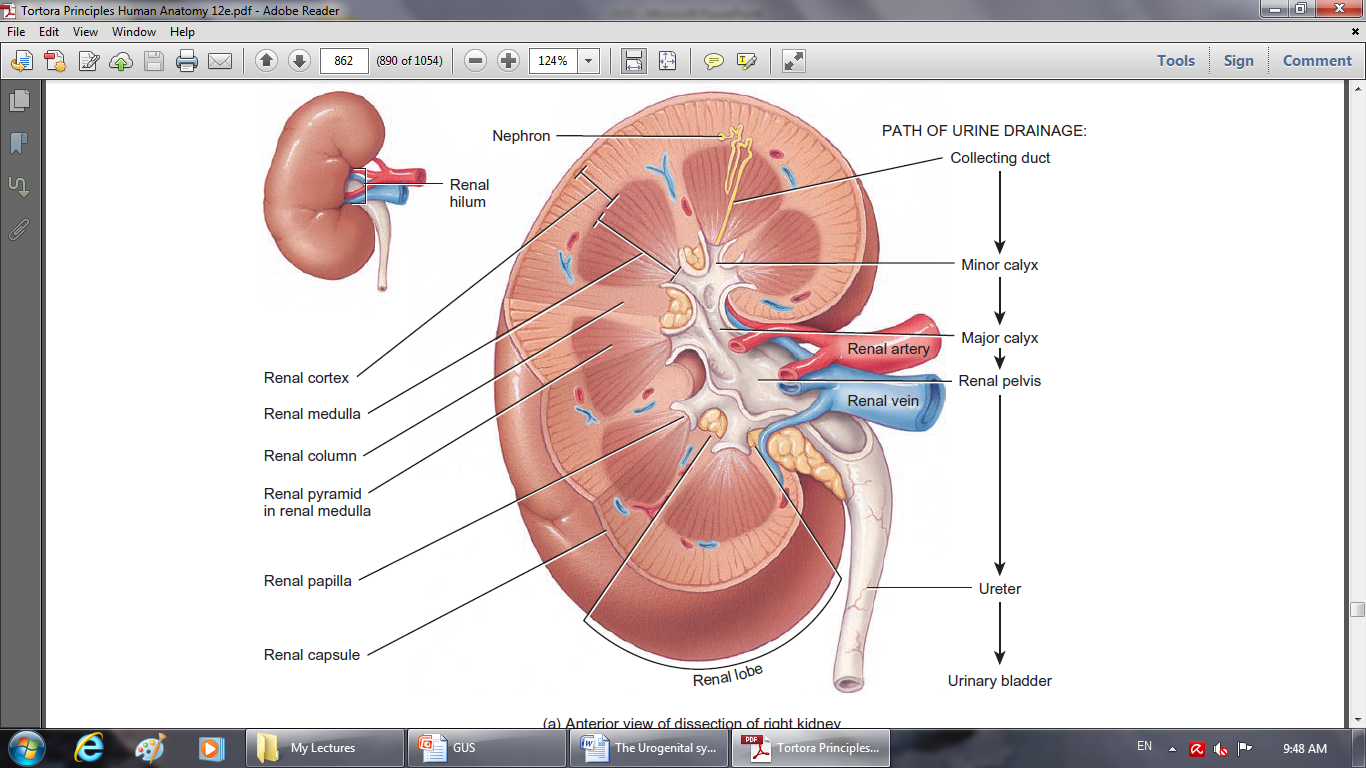 Tortora Principles Human Anatomy 12e.pdf - Adobe Reader
File Edit View Window Help
862 (890 of 1054) 124% Tools Sign Comment
Nephron
Renal
hilum
Renal cortex
Renal medulla
Renal column
Renal pyramid
in renal medulla
Renal papilla
Renal capsule
Renal lobe
Renal artery
Renal vein
PATH OF URINE DRAINAGE:
Collecting duct
Minor calyx
Major calyx
Renal pelvis
Ureter
Urinary bladder
(a) Anterior view of dissection of right kidney
My Lectures
GUS
The Urogenital sy...
PDF
Tortora Principles...
EN
9:48 AM